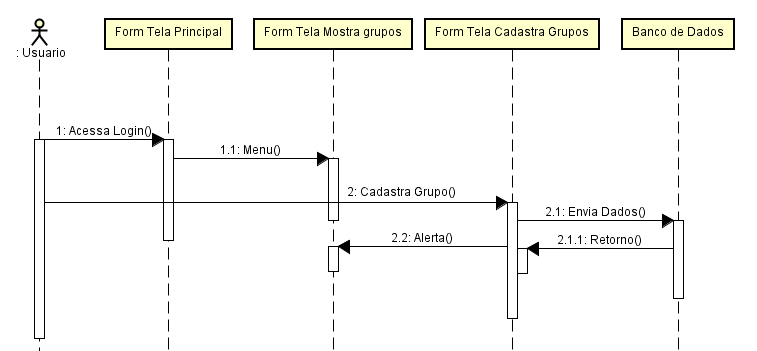 Form Tela Principal
Form Tela Mostra grupos
Form Tela Cadastra Grupos
Banco de Dados
: Usuario
1: Acessa Login()
1.1: Menu()
2: Cadastra Grupo()
2.1: Envia Dados()
2.2: Alerta()
2.1.1: Retorno()